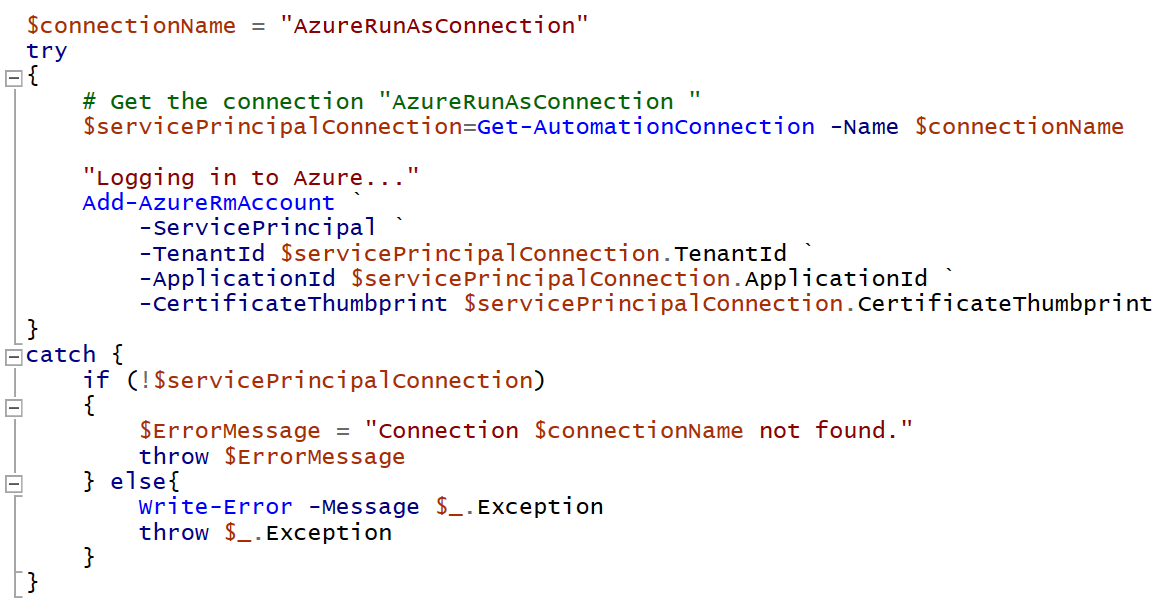 $connectionName = "AzureRunAsConnection"
try
{
    # Get the connection "AzureRunAsConnection "
    $servicePrincipalConnection=Get-AutomationConnection -Name $connectionName

    "Logging in to Azure..."
    Add-AzureRmAccount `
        -ServicePrincipal `
        -TenantId $servicePrincipalConnection.TenantId `
        -ApplicationId $servicePrincipalConnection.ApplicationId `
        -CertificateThumbprint $servicePrincipalConnection.CertificateThumbprint
}
catch {
    if (!$servicePrincipalConnection)
    {
        $ErrorMessage = "Connection $connectionName not found."
        throw $ErrorMessage
    } else{
        Write-Error -Message $_.Exception
        throw $_.Exception
    }
}